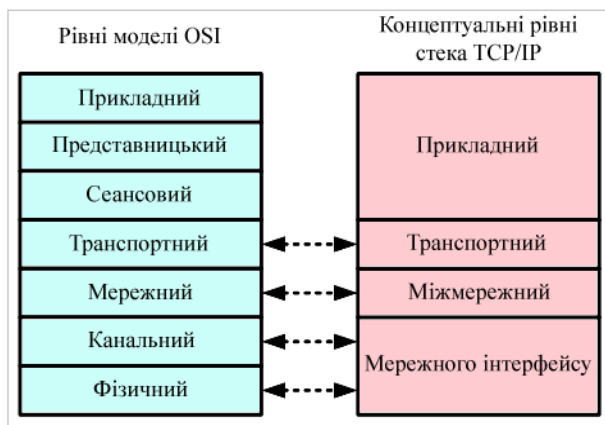 Рівні моделі OSI
Концептуальні рівні
стека TCP/IP
Прикладний
Представницький
Сеансовий
Транспортний
Мережний
Канальний
Фізичний
Прикладний
Транспортний
Міжмережний
Мережного інтерфейсу